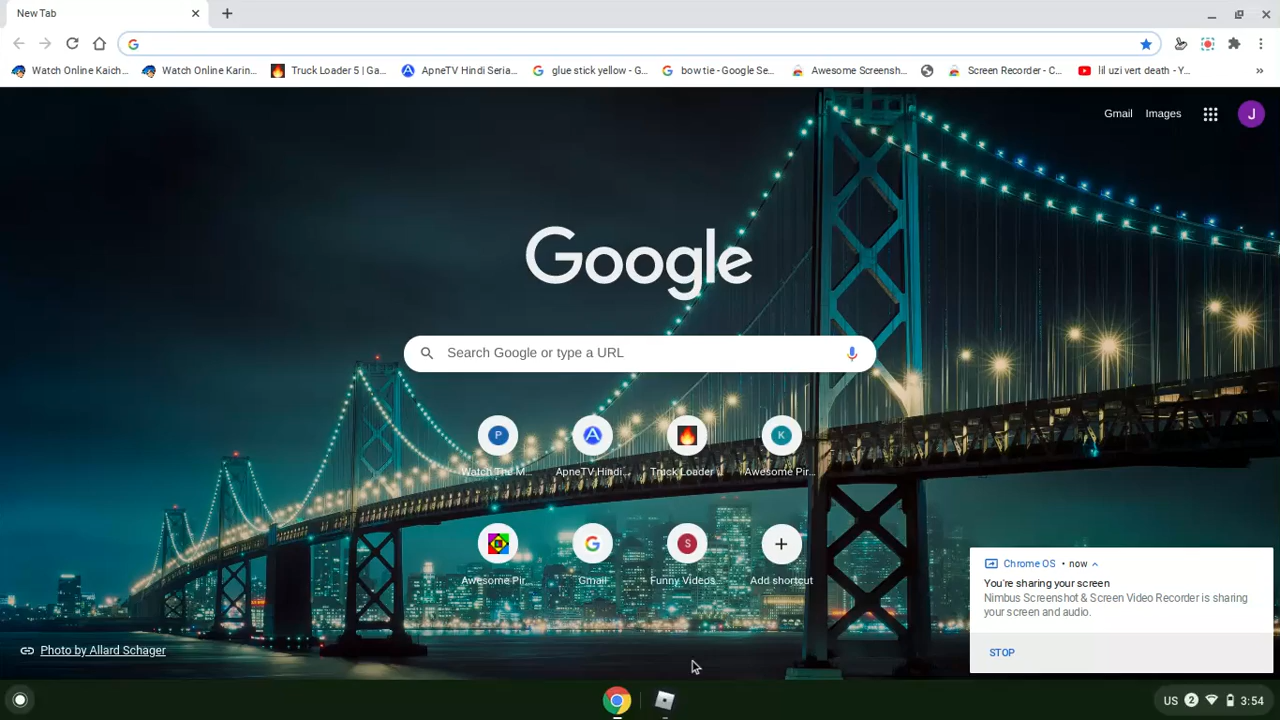 New Tab
Watch Online Kaich...
Watch Online Karin...
Truck Loader 5 | Ga...
ApneTV Hindi Seria...
glue stick yellow - G...
bow tie - Google Se...
Awesome Screensh...
Screen Recorder - C...
lil uzi vert death - Y...
»
Gmail
Images
J
Google
Search Google or type a URL
P
K
Watch The M...
ApneTV Hindi...
Truck Loader ...
Awesome Pir...
S
Awesome Pir...
Gmail
Funny Videos...
Add shortcut
Chrome OS • now
You're sharing your screen
Nimbus Screenshot & Screen Video Recorder is sharing
your screen and audio.
STOP
Photo by Allard Schager
US 2 3:54